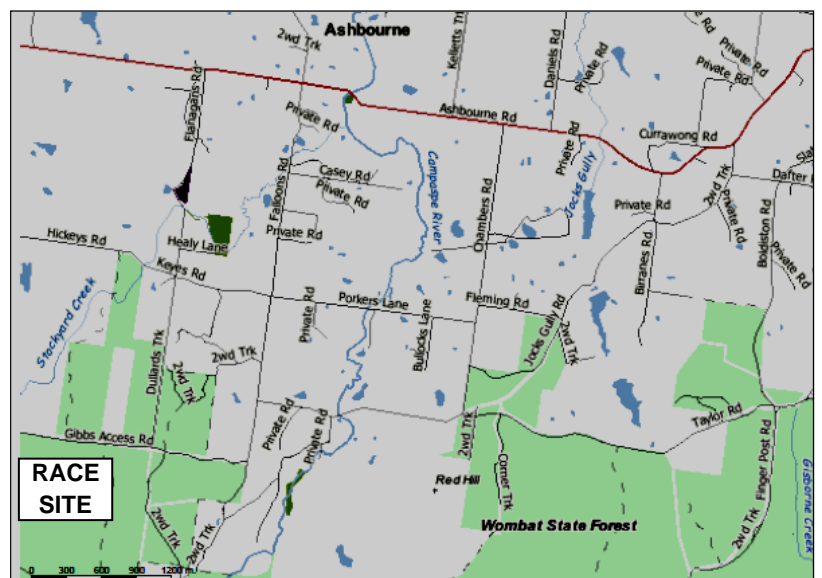 2wd Trk
Ashbourne
Kelletts Trk
Daniels Rd
Private Rd
Private Rd
Private Rd
Flanagans Rd
Private Rd
Ashbourne Rd
Private Rd
Currawong Rd
2wd Trk
Dafter
Casey Rd
Private Rd
Campaspe River
Falloons Rd
Chambers Rd
Jocks Gully
Private Rd
Private Rd
Boldiston Rd
Private Rd
Birranes Rd
Hickeys Rd
Healy Lane
Private Rd
Keyes Rd
Stockyard Creek
Porkers Lane
Fleming Rd
Private Rd
Bullocks Lane
Jocks Gully Rd
2wd Trk
Dullards Trk
2wd Trk
2wd Trk
Private Rd
Private Rd
2wd Trk
Taylor Rd
Gibbs Access Rd
RACE
SITE
Red Hill
Corner Trk
Finger Post Rd
Gisborne Creek
2wd Trk
2wd Trk
Wombat State Forest
2wd Trk
0 300 600 900 1200 m